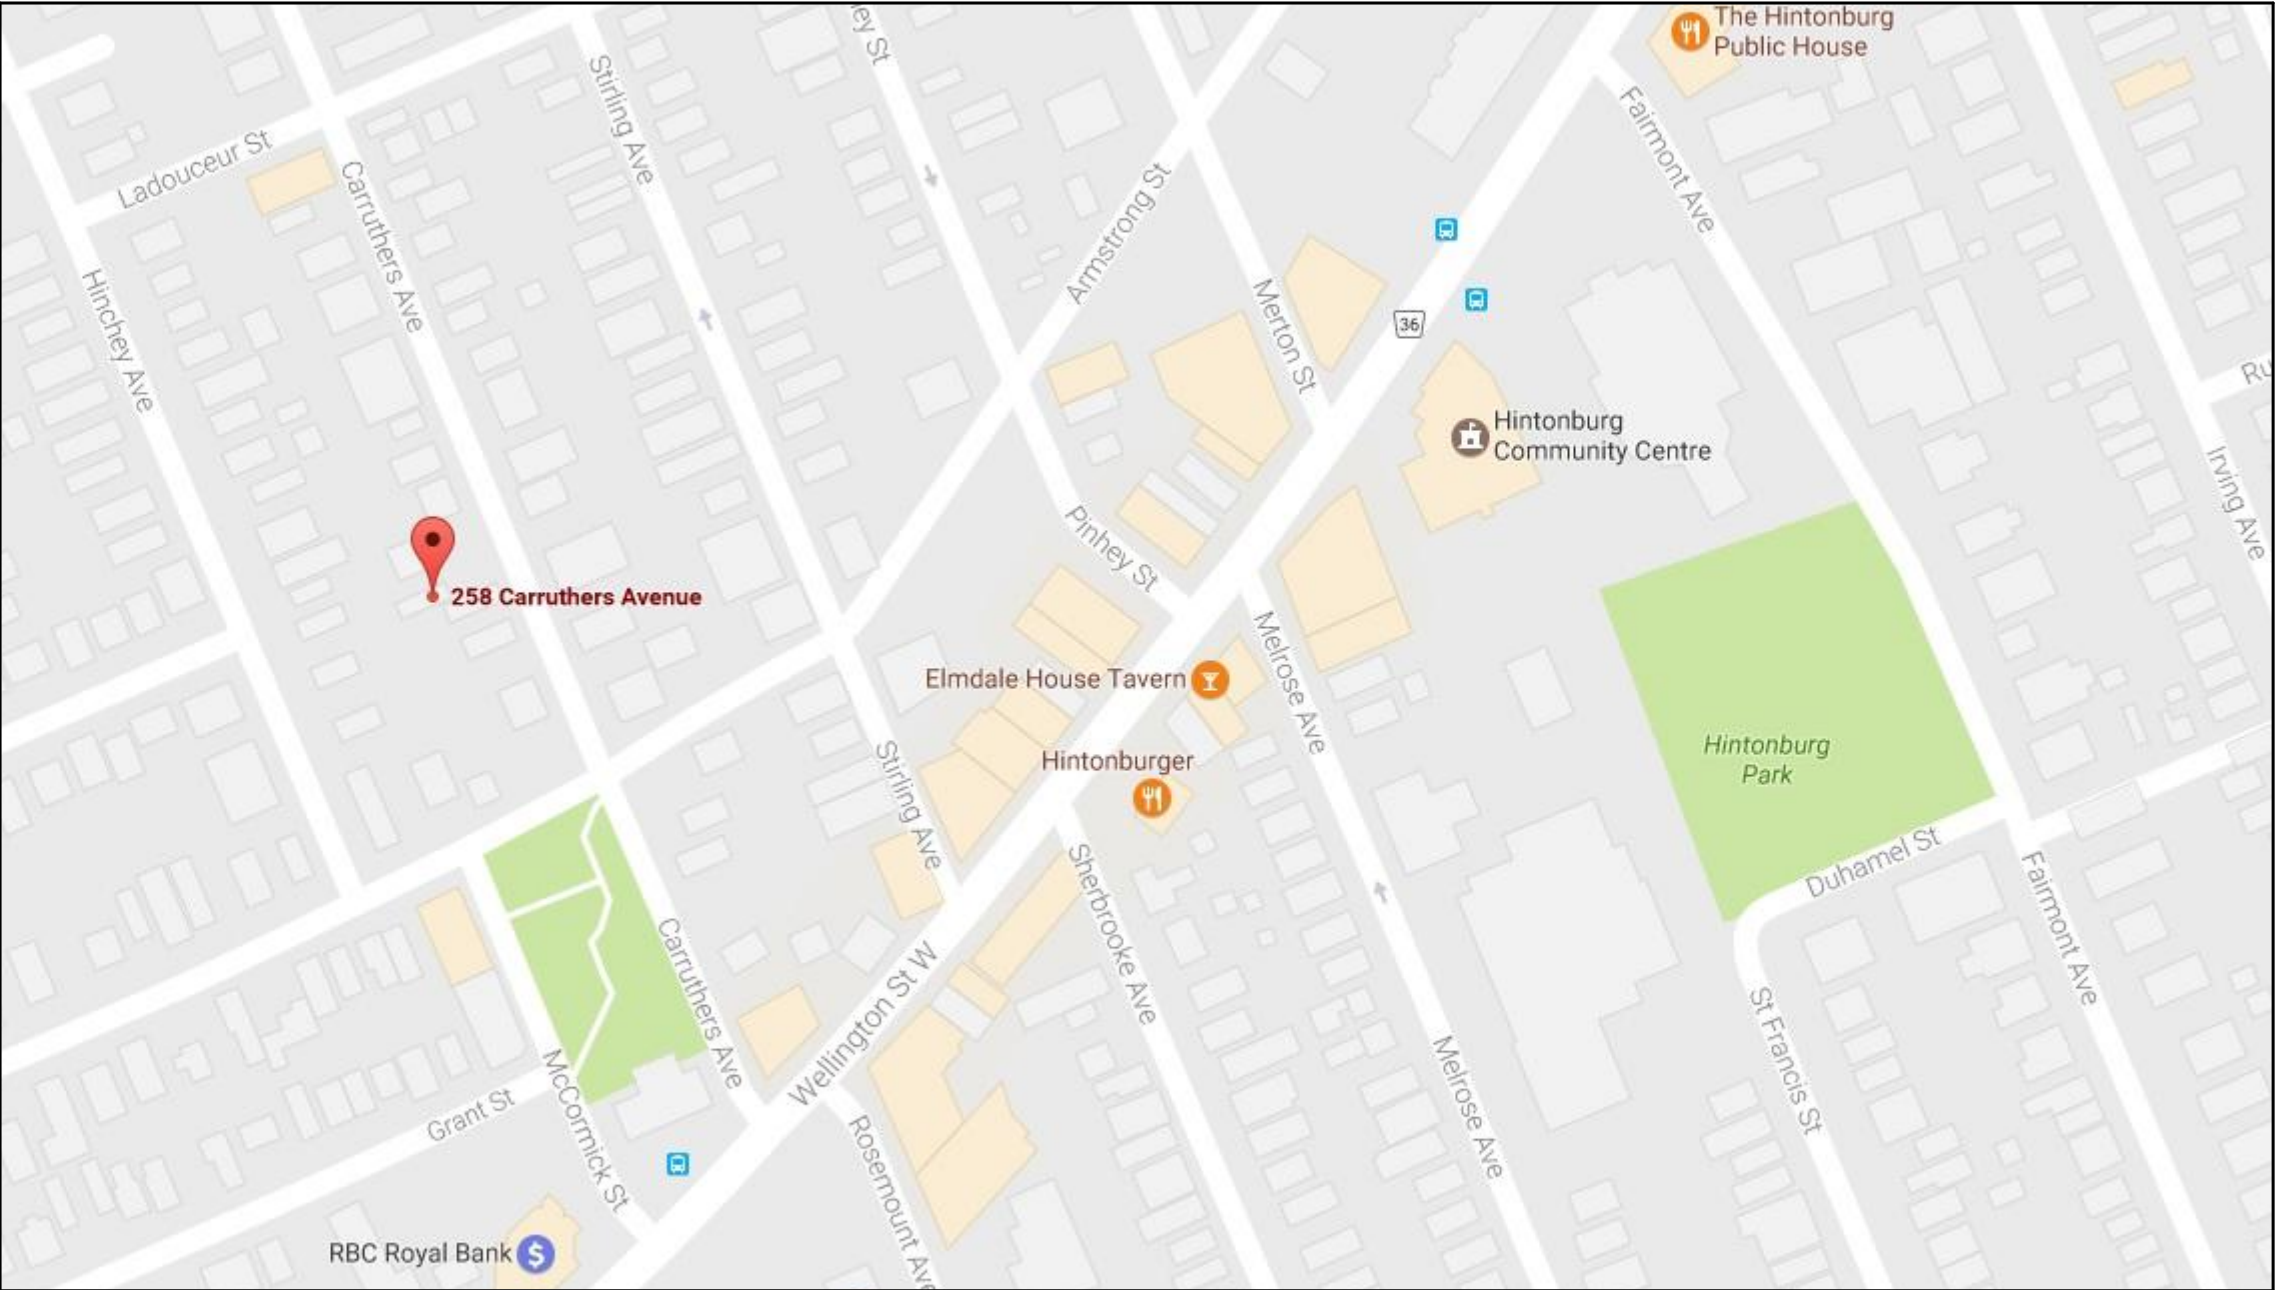 The Hintonburg
Public House
ey St
Stirling Ave
Fairmont Ave
Ladouceur St
Carruthers Ave
Armstrong St
Hinchey Ave
Merton St
36
Ru
Hintonburg
Community Centre
Irving Ave
Pinhey St
258 Carruthers Avenue
Melrose Ave
Elmdale House Tavern
Hintonburger
Hintonburg
Park
Stirling Ave
Duhamel St
Sherbrooke Ave
Fairmont Ave
Carruthers Ave
Wellington St W
St Francis St
McCormick St
Melrose Ave
Grant St
Rosemount Ave
RBC Royal Bank
$